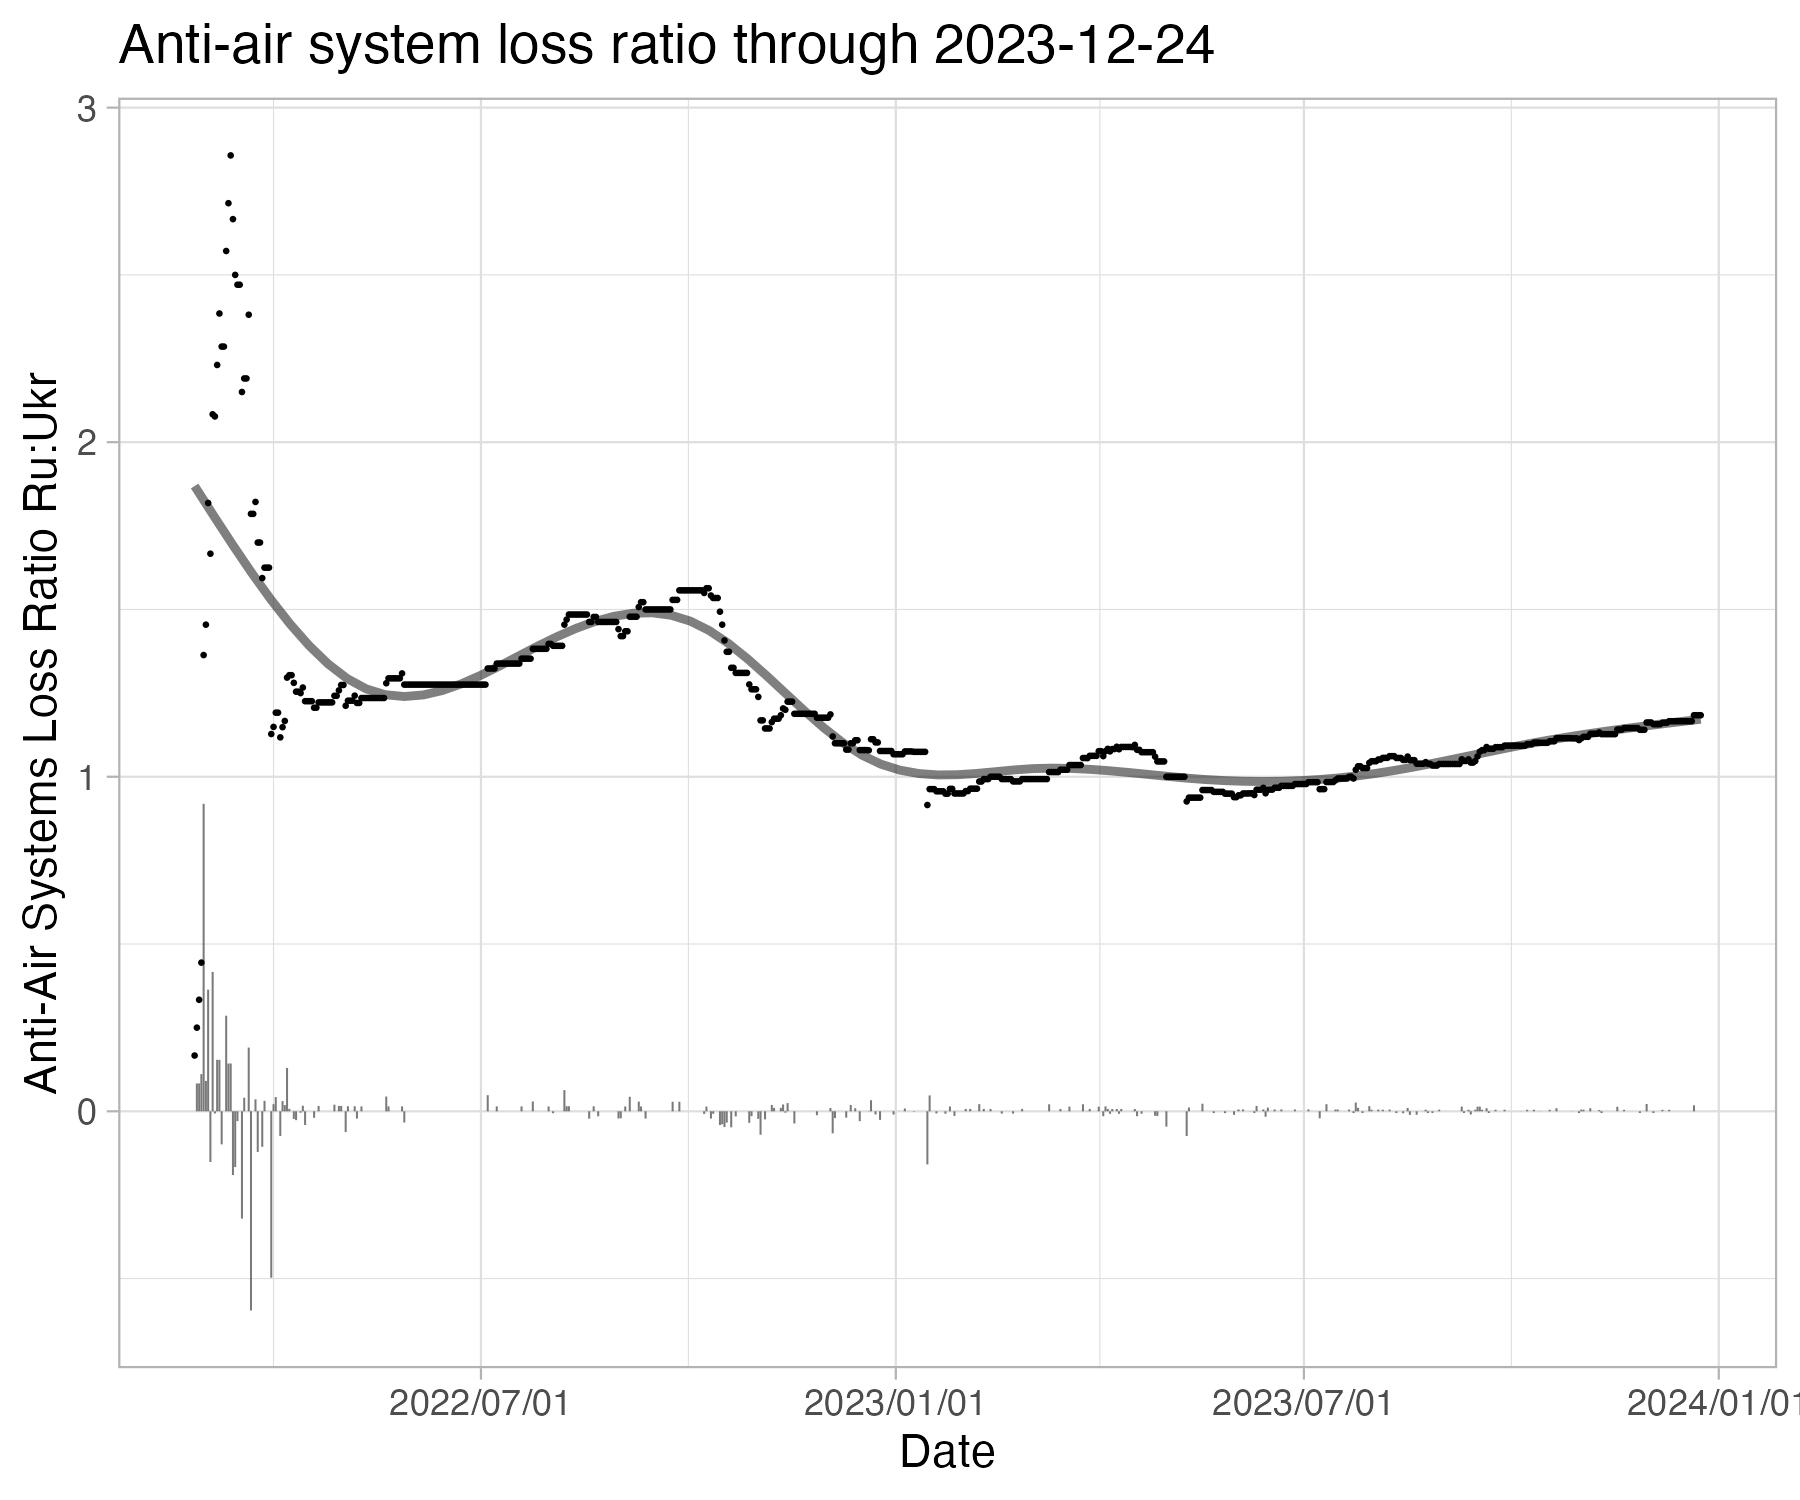 Anti-air system loss ratio through 2023-12-24
Anti-Air Systems Loss Ratio Ru:Ukr
3
2
1
0
2022/07/01
2023/01/01
2023/07/01
2024/01/01
Date